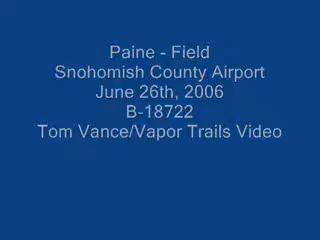 Paine - Field
Snohomish County Airport
June 26th, 2006
B-18722
Tom Vance/Vapor Trails Video